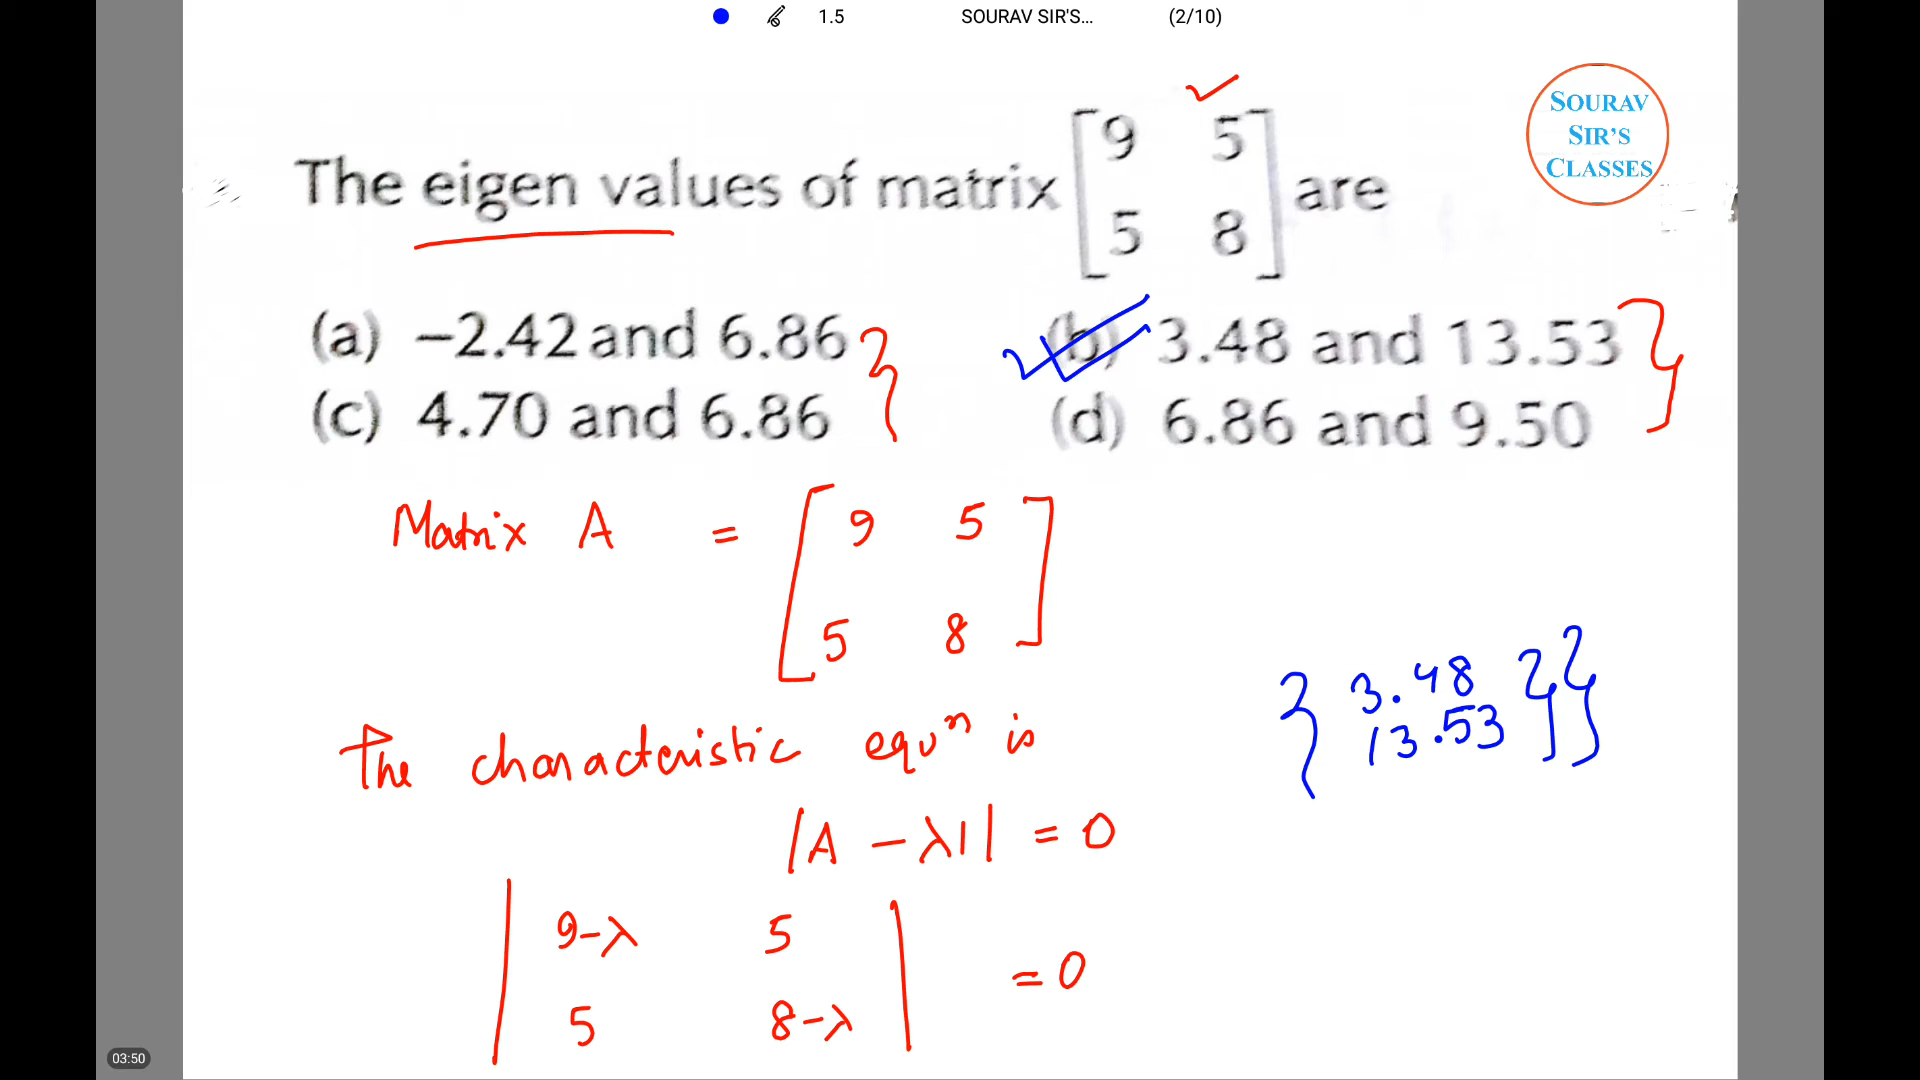 1.5 SOURAV SIR'S... (2/10)
SOURAV
SIR'S
CLASSES
The eigen values of matrix [9 5 are
5 8]
(a) −2.42 and 6.86 (b) 3.48 and 13.53
(c) 4.70 and 6.86 (d) 6.86 and 9.50
Matrix A = [9 5
5 8]
3.48
13.53
The characteristic equⁿ is
|A − λI| = 0
|9−λ 5
5 8−λ| = 0
03:50